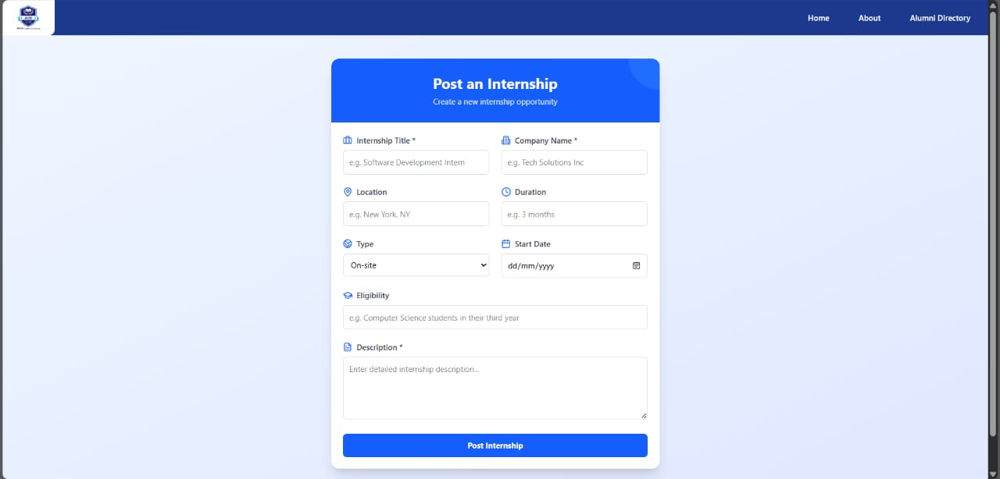 Home About Alumni Directory
Post an Internship
Create a new internship opportunity
Internship Title * Company Name *
e.g. Software Development Intern e.g. Tech Solutions Inc
Location Duration
e.g. New York, NY e.g. 3 months
Type Start Date
On-site dd/mm/yyyy
Eligibility
e.g. Computer Science students in their third year
Description *
Enter detailed internship description...
Post Internship